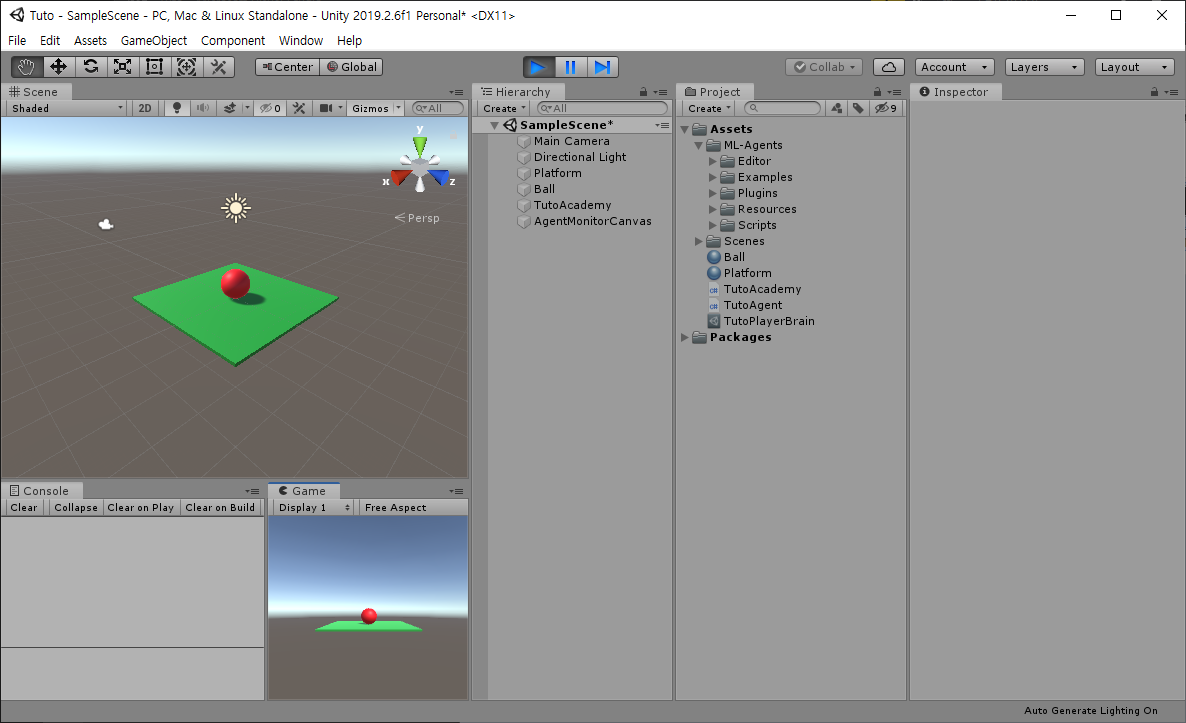 Tuto - SampleScene - PC, Mac & Linux Standalone - Unity 2019.2.6f1 Personal* <DX11>
File Edit Assets GameObject Component Window Help
Center Global Collab Account Layers Layout
Scene
Shaded 2D 0 Gizmos All
y
x
z
Persp
Hierarchy
Create All
SampleScene*
Main Camera
Directional Light
Platform
Ball
TutoAcademy
AgentMonitorCanvas
Project
Create 9
Assets
ML-Agents
Editor
Examples
Plugins
Resources
Scripts
Scenes
Ball
Platform
C# TutoAcademy
C# TutoAgent
TutoPlayerBrain
Packages
Inspector
Console
Clear Collapse Clear on Play Clear on Build
Game
Display 1 Free Aspect
Auto Generate Lighting On